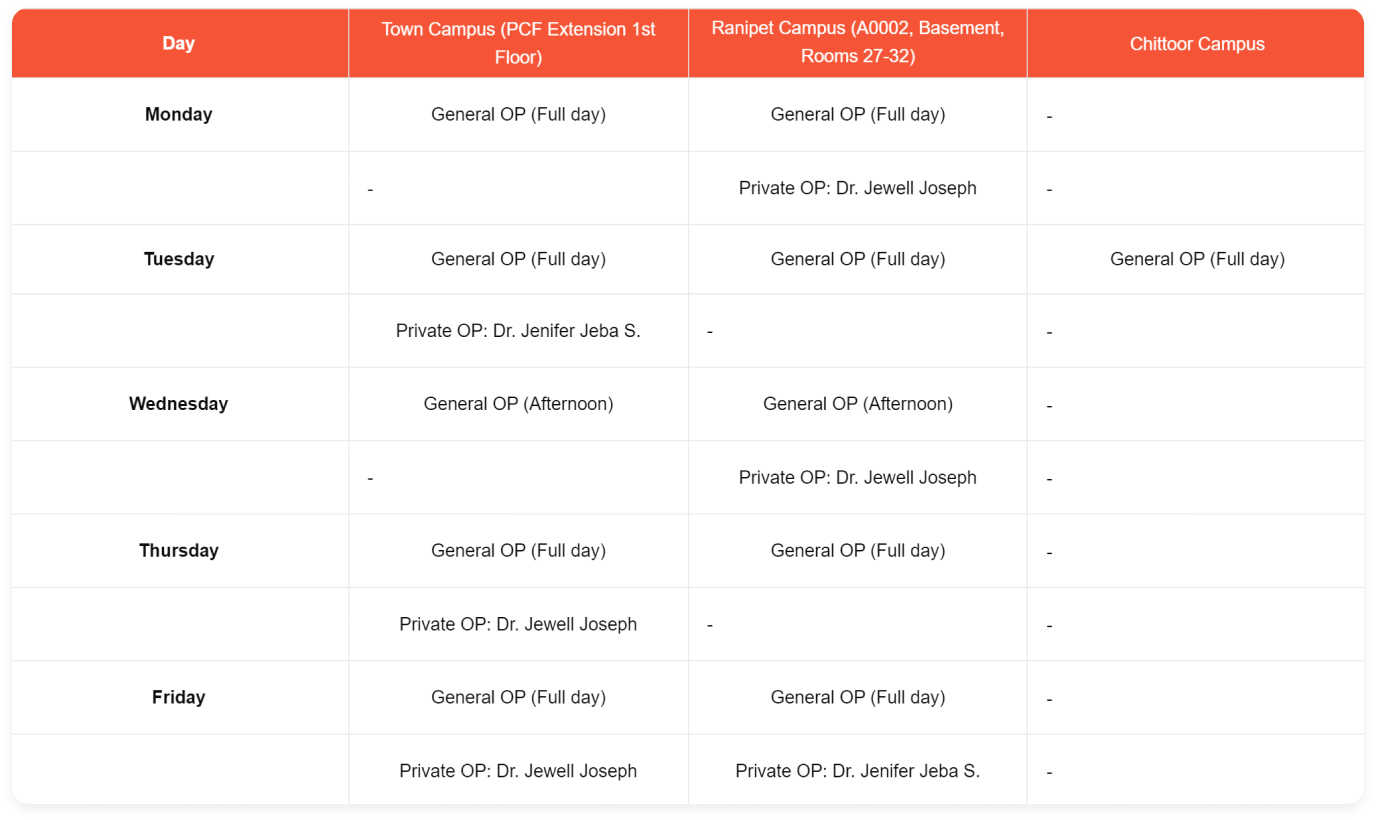 Day
Town Campus (PCF Extension 1st
Floor)
Ranipet Campus (A0002, Basement,
Rooms 27-32)
Chittoor Campus
Monday
General OP (Full day)
General OP (Full day)
-
-
Private OP: Dr. Jewell Joseph
-
Tuesday
General OP (Full day)
General OP (Full day)
General OP (Full day)
Private OP: Dr. Jenifer Jeba S.
-
-
Wednesday
General OP (Afternoon)
General OP (Afternoon)
-
-
Private OP: Dr. Jewell Joseph
-
Thursday
General OP (Full day)
General OP (Full day)
-
Private OP: Dr. Jewell Joseph
-
-
Friday
General OP (Full day)
General OP (Full day)
-
Private OP: Dr. Jewell Joseph
Private OP: Dr. Jenifer Jeba S.
-